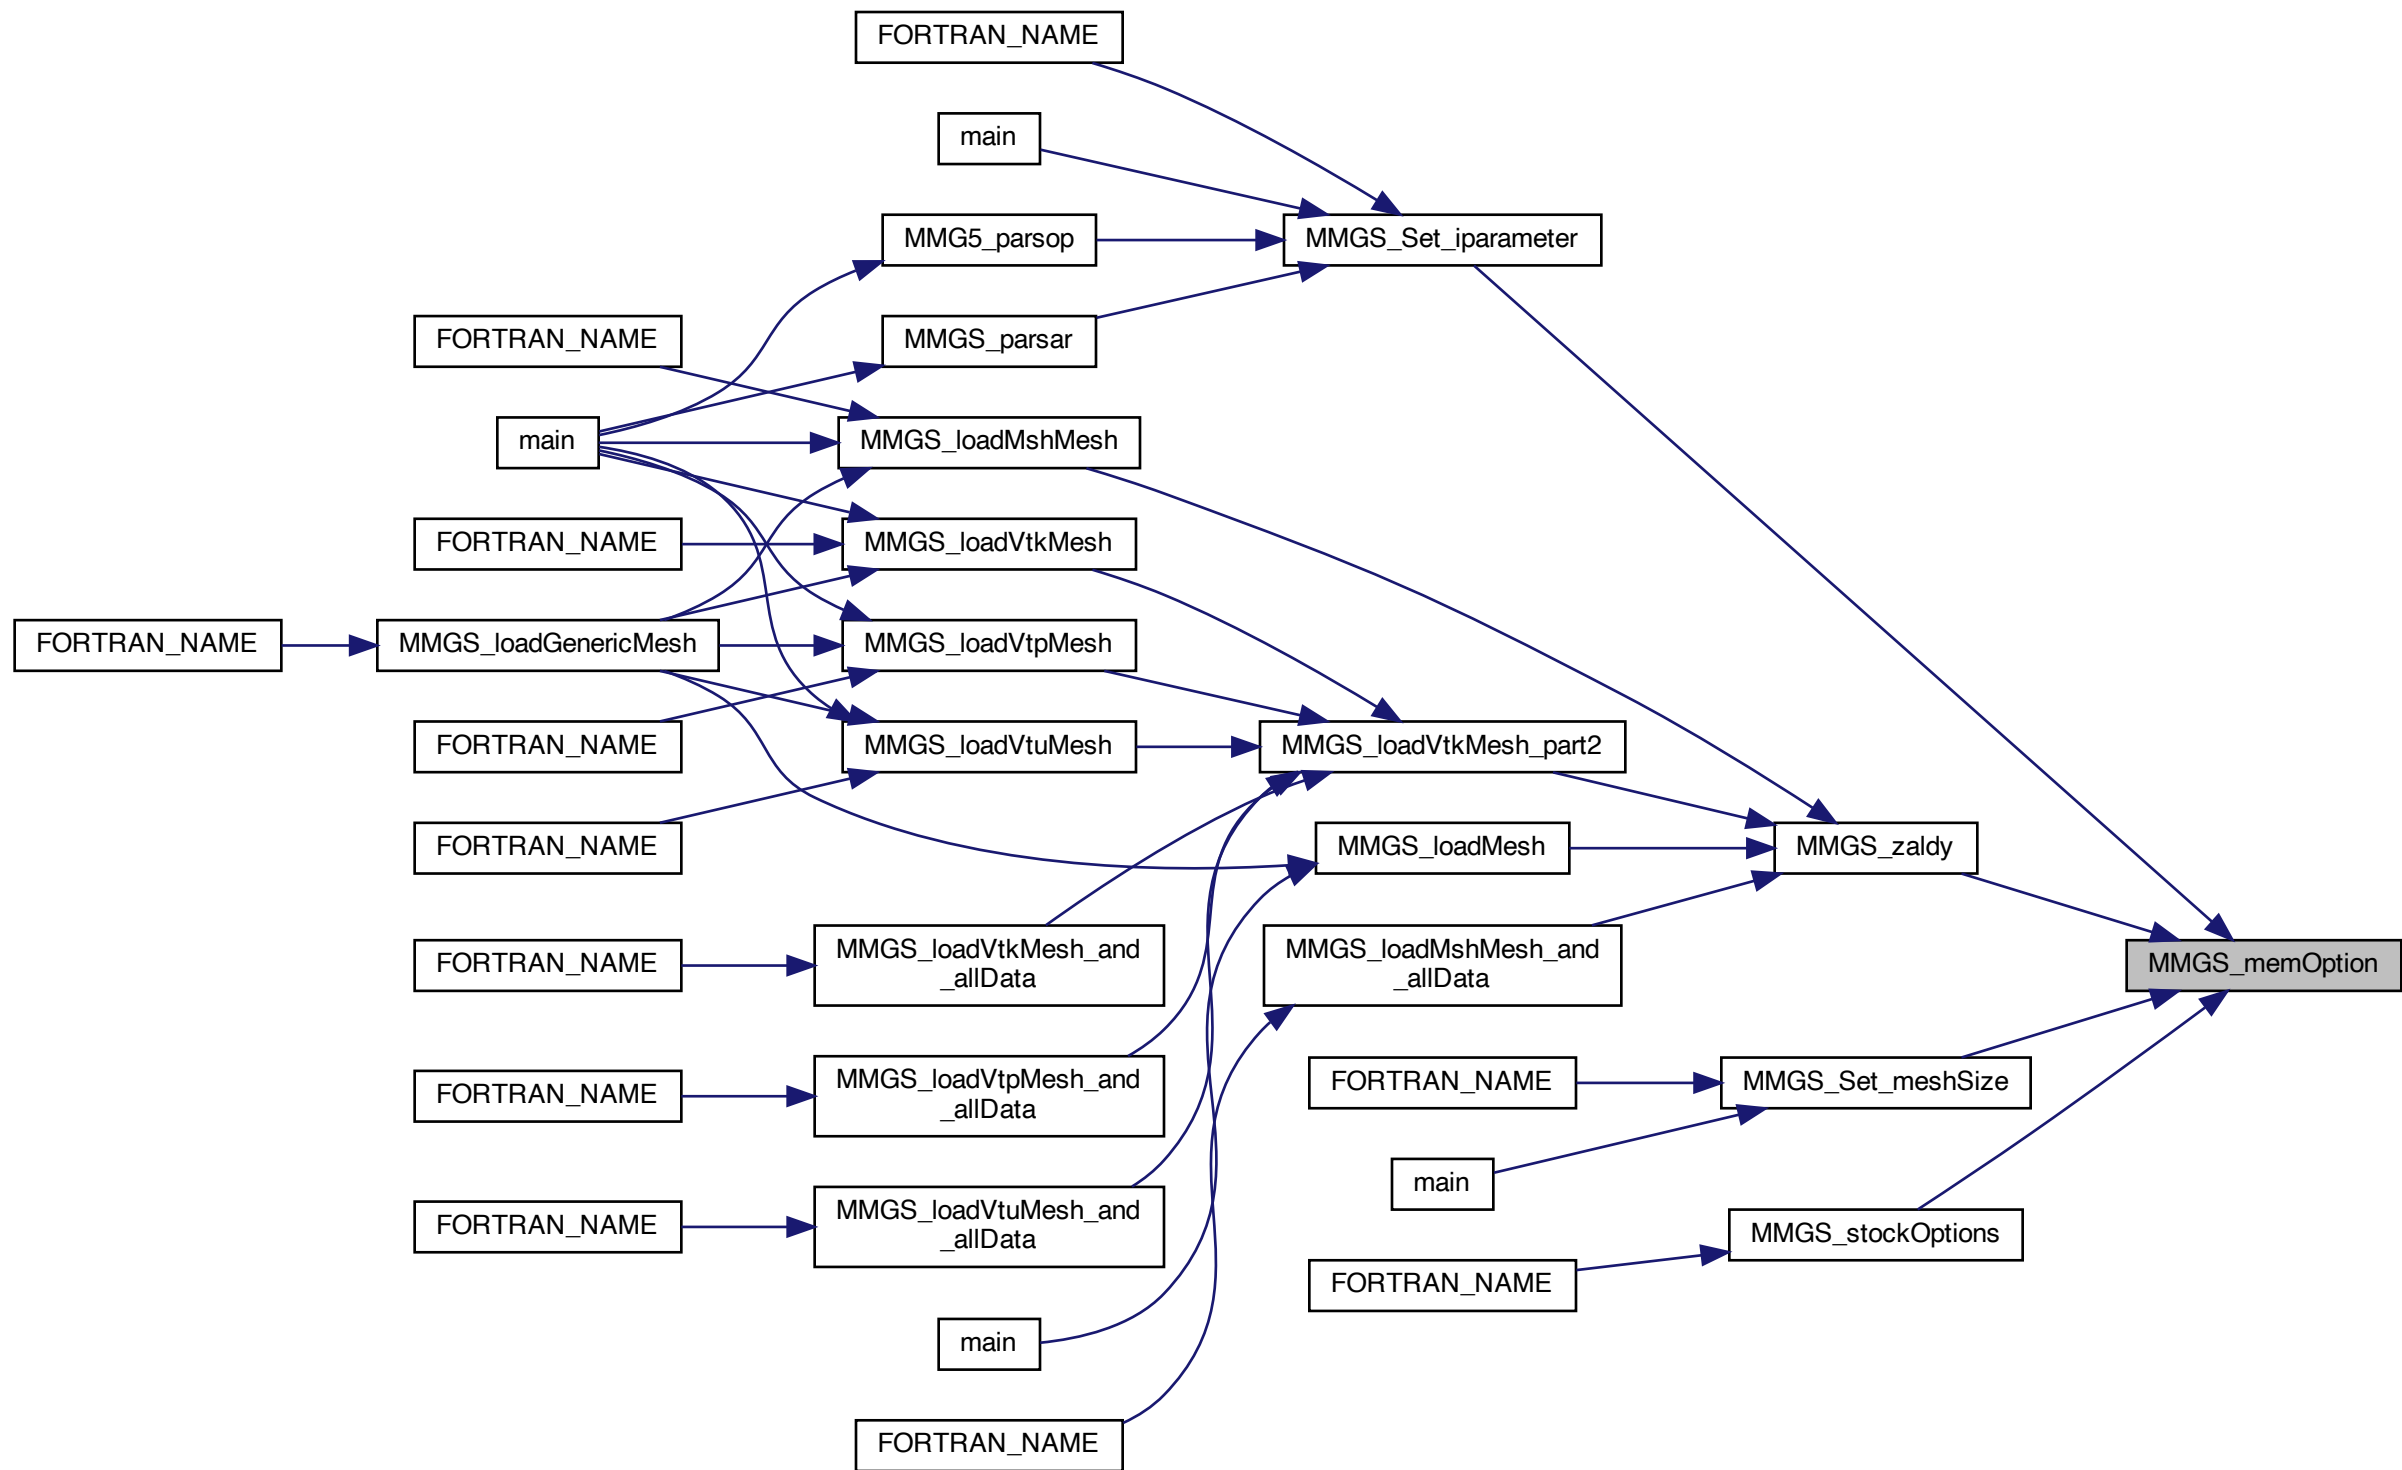 FORTRAN_NAME
main
MMG5_parsop
MMGS_Set_iparameter
FORTRAN_NAME
MMGS_parsar
main
MMGS_loadMshMesh
FORTRAN_NAME
MMGS_loadVtkMesh
FORTRAN_NAME
MMGS_loadGenericMesh
MMGS_loadVtpMesh
FORTRAN_NAME
MMGS_loadVtuMesh
MMGS_loadVtkMesh_part2
FORTRAN_NAME
MMGS_loadMesh
MMGS_zaldy
FORTRAN_NAME
MMGS_loadVtkMesh_and
_allData
MMGS_loadMshMesh_and
_allData
MMGS_memOption
FORTRAN_NAME
MMGS_loadVtpMesh_and
_allData
FORTRAN_NAME
MMGS_Set_meshSize
main
FORTRAN_NAME
MMGS_loadVtuMesh_and
_allData
MMGS_stockOptions
FORTRAN_NAME
main
FORTRAN_NAME